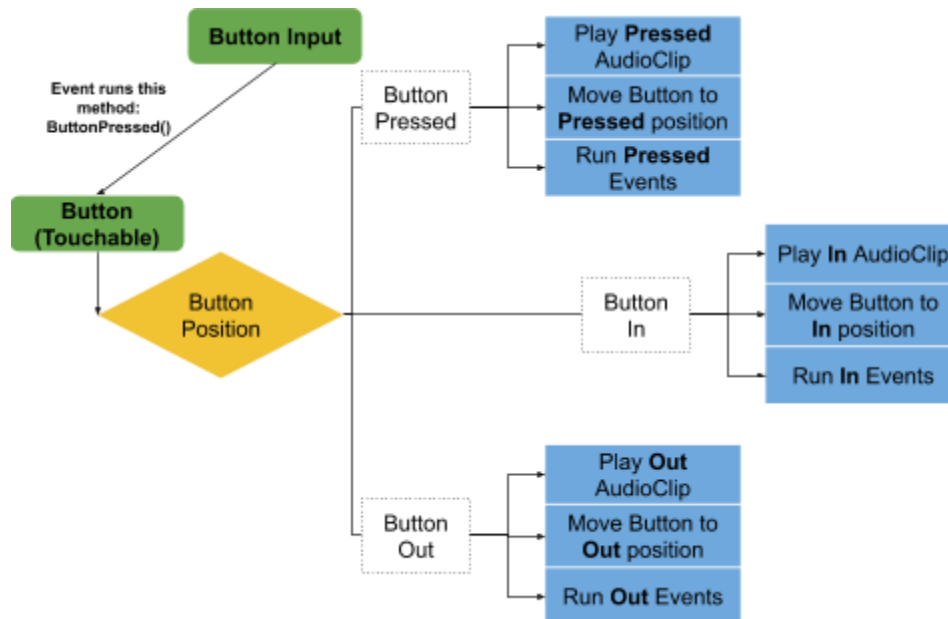 Button Input
Event runs this
method:
ButtonPressed()
Button
(Touchable)
Button
Position
Button
Pressed
Play Pressed
AudioClip
Move Button to
Pressed position
Run Pressed
Events
Button
In
Play In AudioClip
Move Button to
In position
Run In Events
Button
Out
Play Out
AudioClip
Move Button to
Out position
Run Out Events